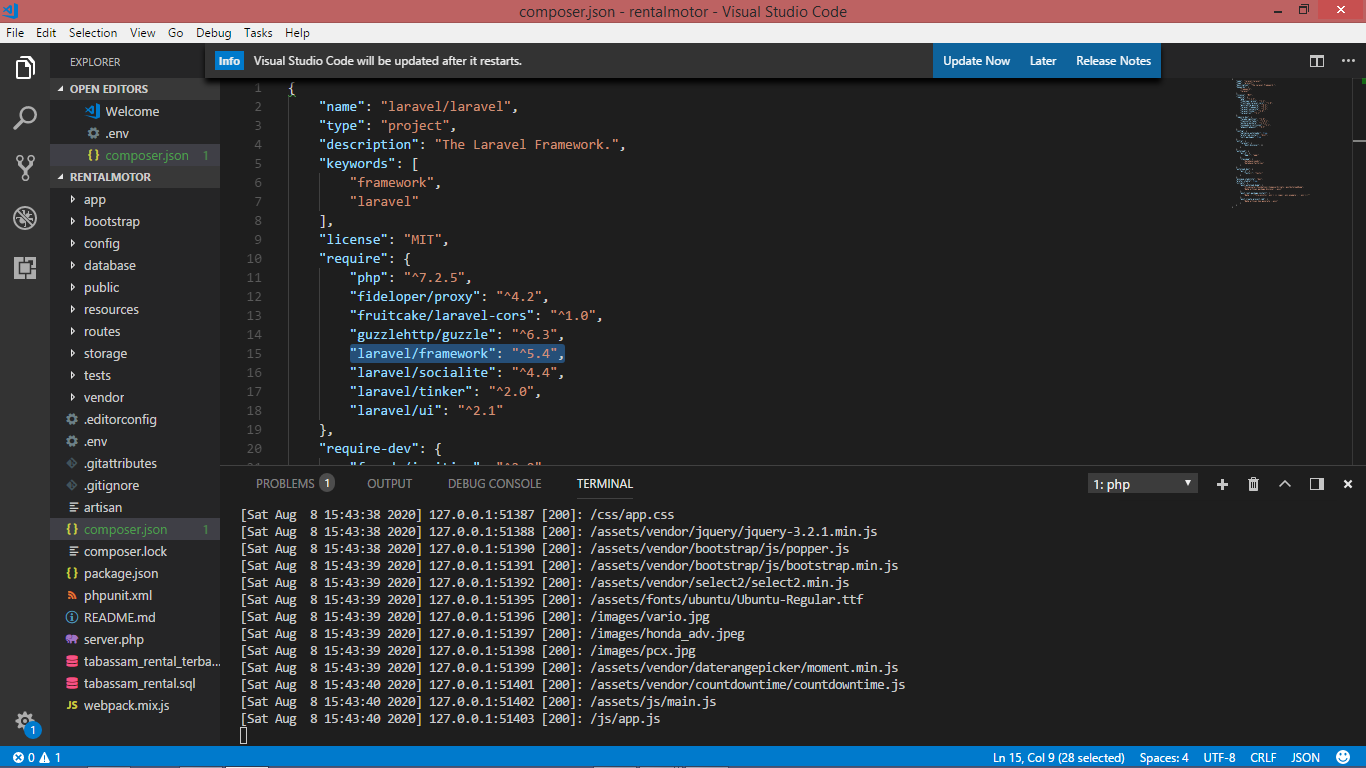 composer.json - rentalmotor - Visual Studio Code
File Edit Selection View Go Debug Tasks Help
EXPLORER
Info Visual Studio Code will be updated after it restarts. Update Now Later Release Notes
OPEN EDITORS
Welcome
.env
composer.json 1
RENTALMOTOR
app
bootstrap
config
database
public
resources
routes
storage
tests
vendor
.editorconfig
.env
.gitattributes
.gitignore
artisan
composer.json 1
composer.lock
package.json
phpunit.xml
README.md
server.php
tabassam_rental_terba...
tabassam_rental.sql
webpack.mix.js
1
1 {
2 "name": "laravel/laravel",
3 "type": "project",
4 "description": "The Laravel Framework.",
5 "keywords": [
6 "framework",
7 "laravel"
8 ],
9 "license": "MIT",
10 "require": {
11 "php": "^7.2.5",
12 "fideloper/proxy": "^4.2",
13 "fruitcake/laravel-cors": "^1.0",
14 "guzzlehttp/guzzle": "^6.3",
15 "laravel/framework": "^5.4",
16 "laravel/socialite": "^4.4",
17 "laravel/tinker": "^2.0",
18 "laravel/ui": "^2.1"
19 },
20 "require-dev": {
PROBLEMS 1 OUTPUT DEBUG CONSOLE TERMINAL 1: php
[Sat Aug  8 15:43:38 2020] 127.0.0.1:51387 [200]: /css/app.css
[Sat Aug  8 15:43:38 2020] 127.0.0.1:51388 [200]: /assets/vendor/jquery/jquery-3.2.1.min.js
[Sat Aug  8 15:43:38 2020] 127.0.0.1:51390 [200]: /assets/vendor/bootstrap/js/popper.js
[Sat Aug  8 15:43:39 2020] 127.0.0.1:51391 [200]: /assets/vendor/bootstrap/js/bootstrap.min.js
[Sat Aug  8 15:43:39 2020] 127.0.0.1:51392 [200]: /assets/vendor/select2/select2.min.js
[Sat Aug  8 15:43:39 2020] 127.0.0.1:51395 [200]: /assets/fonts/ubuntu/Ubuntu-Regular.ttf
[Sat Aug  8 15:43:39 2020] 127.0.0.1:51396 [200]: /images/vario.jpg
[Sat Aug  8 15:43:39 2020] 127.0.0.1:51397 [200]: /images/honda_adv.jpeg
[Sat Aug  8 15:43:39 2020] 127.0.0.1:51398 [200]: /images/pcx.jpg
[Sat Aug  8 15:43:39 2020] 127.0.0.1:51399 [200]: /assets/vendor/daterangepicker/moment.min.js
[Sat Aug  8 15:43:40 2020] 127.0.0.1:51401 [200]: /assets/vendor/countdowntime/countdowntime.js
[Sat Aug  8 15:43:40 2020] 127.0.0.1:51402 [200]: /assets/js/main.js
[Sat Aug  8 15:43:40 2020] 127.0.0.1:51403 [200]: /js/app.js
0 1 Ln 15, Col 9 (28 selected) Spaces: 4 UTF-8 CRLF JSON